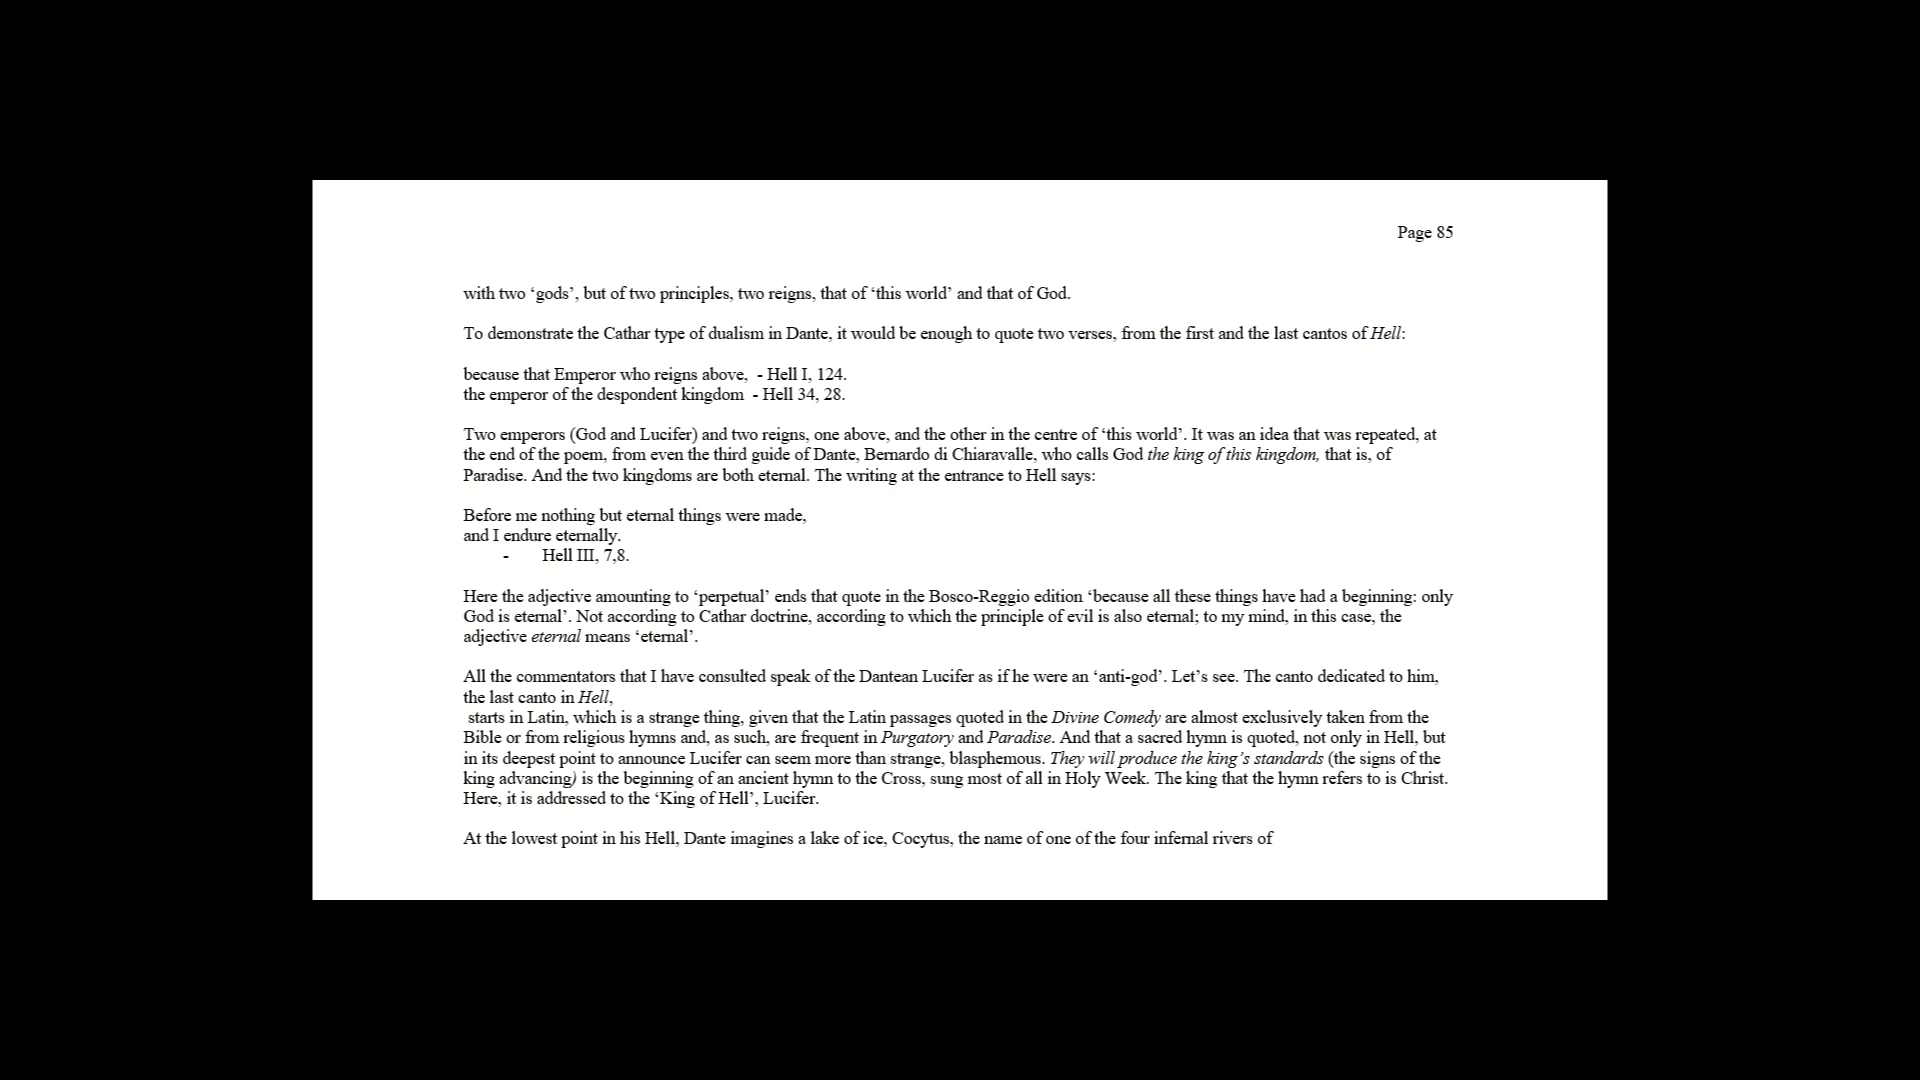 Page 85
with two ‘gods’, but of two principles, two reigns, that of ‘this world’ and that of God.
To demonstrate the Cathar type of dualism in Dante, it would be enough to quote two verses, from the first and the last cantos of Hell:
because that Emperor who reigns above,  - Hell I, 124.
the emperor of the despondent kingdom  - Hell 34, 28.
Two emperors (God and Lucifer) and two reigns, one above, and the other in the centre of ‘this world’. It was an idea that was repeated, at
the end of the poem, from even the third guide of Dante, Bernardo di Chiaravalle, who calls God the king of this kingdom, that is, of
Paradise. And the two kingdoms are both eternal. The writing at the entrance to Hell says:
Before me nothing but eternal things were made,
and I endure eternally.
- Hell III, 7,8.
Here the adjective amounting to ‘perpetual’ ends that quote in the Bosco-Reggio edition ‘because all these things have had a beginning: only
God is eternal’. Not according to Cathar doctrine, according to which the principle of evil is also eternal; to my mind, in this case, the
adjective eternal means ‘eternal’.
All the commentators that I have consulted speak of the Dantean Lucifer as if he were an ‘anti-god’. Let’s see. The canto dedicated to him,
the last canto in Hell,
starts in Latin, which is a strange thing, given that the Latin passages quoted in the Divine Comedy are almost exclusively taken from the
Bible or from religious hymns and, as such, are frequent in Purgatory and Paradise. And that a sacred hymn is quoted, not only in Hell, but
in its deepest point to announce Lucifer can seem more than strange, blasphemous. They will produce the king’s standards (the signs of the
king advancing) is the beginning of an ancient hymn to the Cross, sung most of all in Holy Week. The king that the hymn refers to is Christ.
Here, it is addressed to the ‘King of Hell’, Lucifer.
At the lowest point in his Hell, Dante imagines a lake of ice, Cocytus, the name of one of the four infernal rivers of